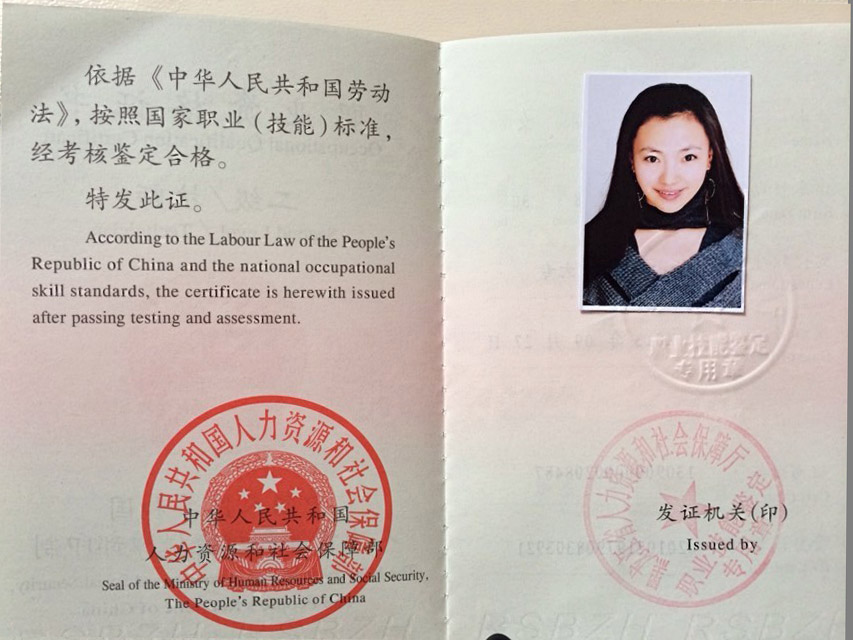 依据《中华人民共和国劳动
法》，按照国家职业（技能）标准，
经考核鉴定合格。
特发此证。
According to the Labour Law of the People's
Republic of China and the national occupational
skill standards, the certificate is herewith issued
after passing testing and assessment.
中华人民共和国人力资源和社会保障部
中华人民共和国
人力资源和社会保障部
Seal of the Ministry of Human Resources and Social Security,
The People's Republic of China
专用章
发证机关（印）
Issued by